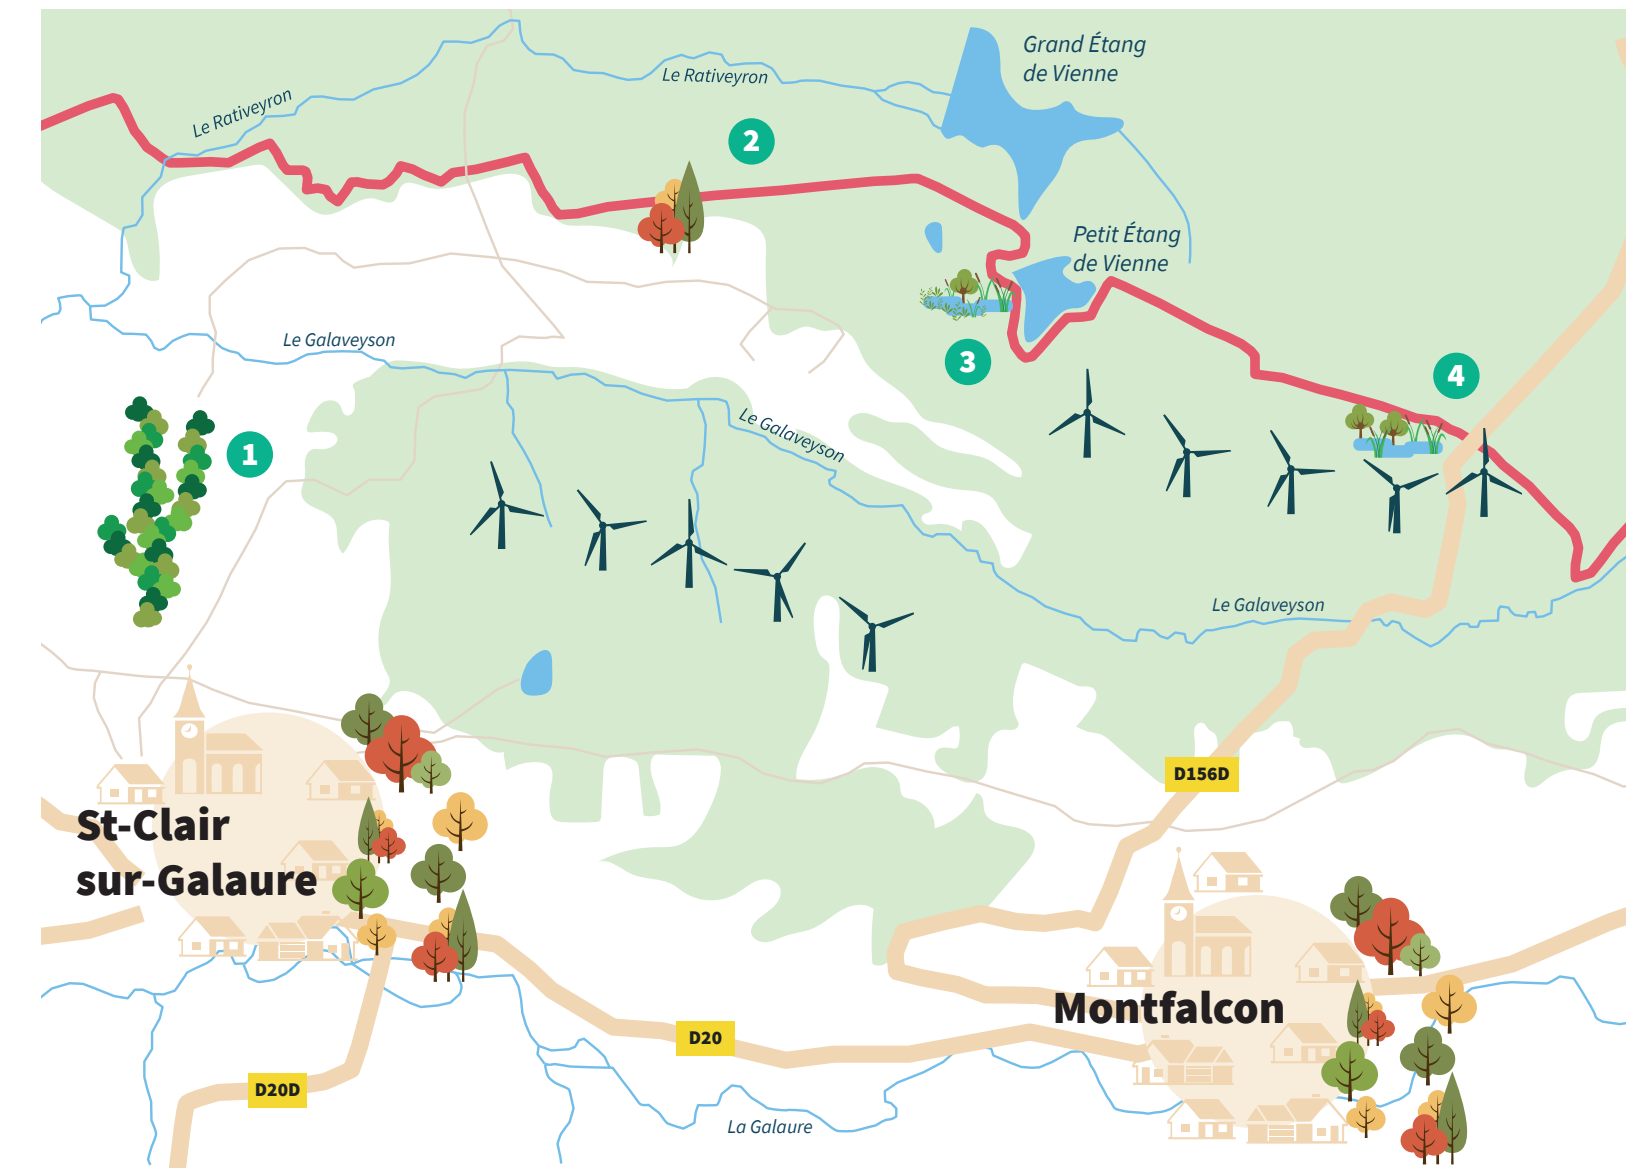 Grand Étang
de Vienne
Le Rativeyron
Le Rativeyron
2
Petit Étang
de Vienne
Le Galaveyson
3
4
Le Galaveyson
1
Le Galaveyson
D156D
St-Clair
sur-Galaure
Montfalcon
D20
D20D
La Galaure